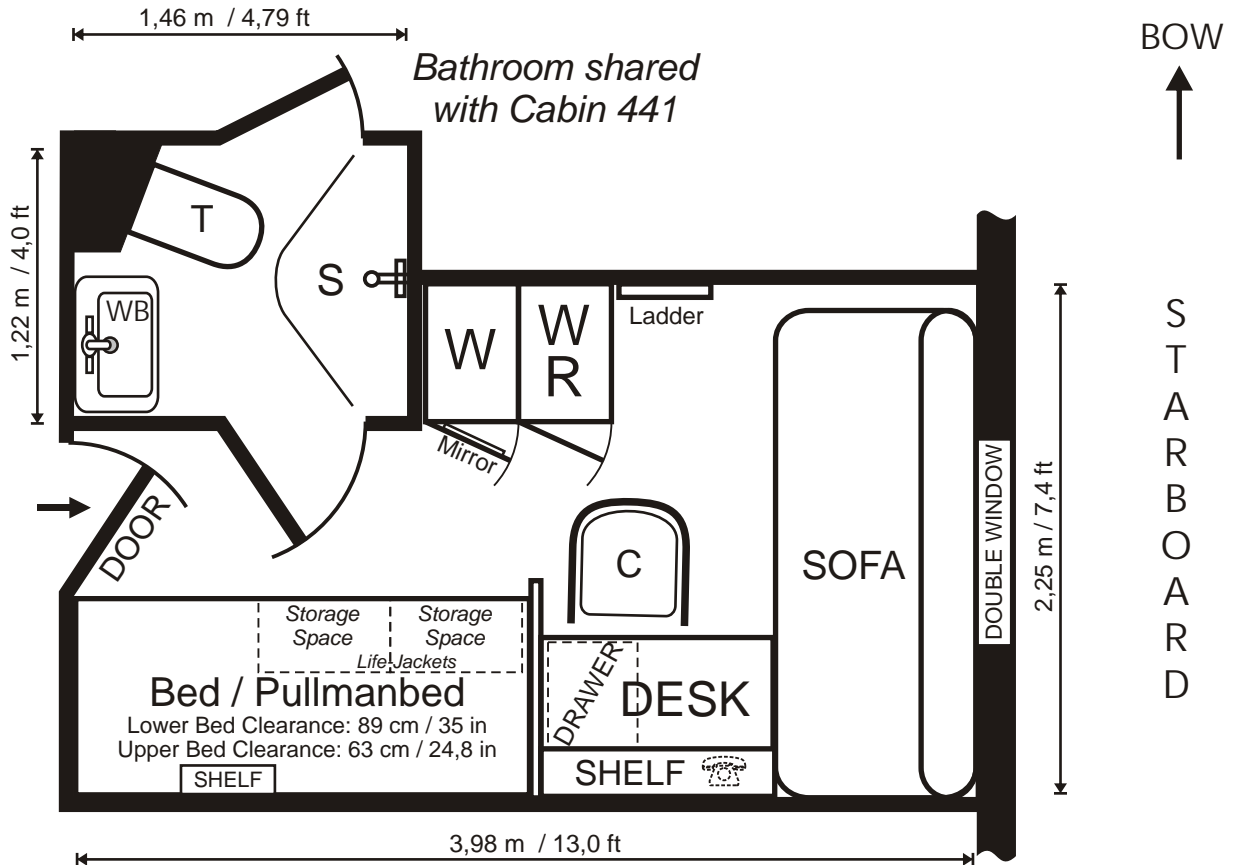 1,46 m / 4,79 ft
BOW
Bathroom shared
with Cabin 441
1,22 m / 4,0 ft
T
S
WB
W
W
R
Ladder
Mirror
STARBOARD
DOOR
C
SOFA
DOUBLE WINDOW
2,25 m / 7,4 ft
Storage
Space
Storage
Space
Life-Jackets
Bed / Pullmanbed
Lower Bed Clearance: 89 cm / 35 in
Upper Bed Clearance: 63 cm / 24,8 in
SHELF
DRAWER
DESK
SHELF
3,98 m / 13,0 ft